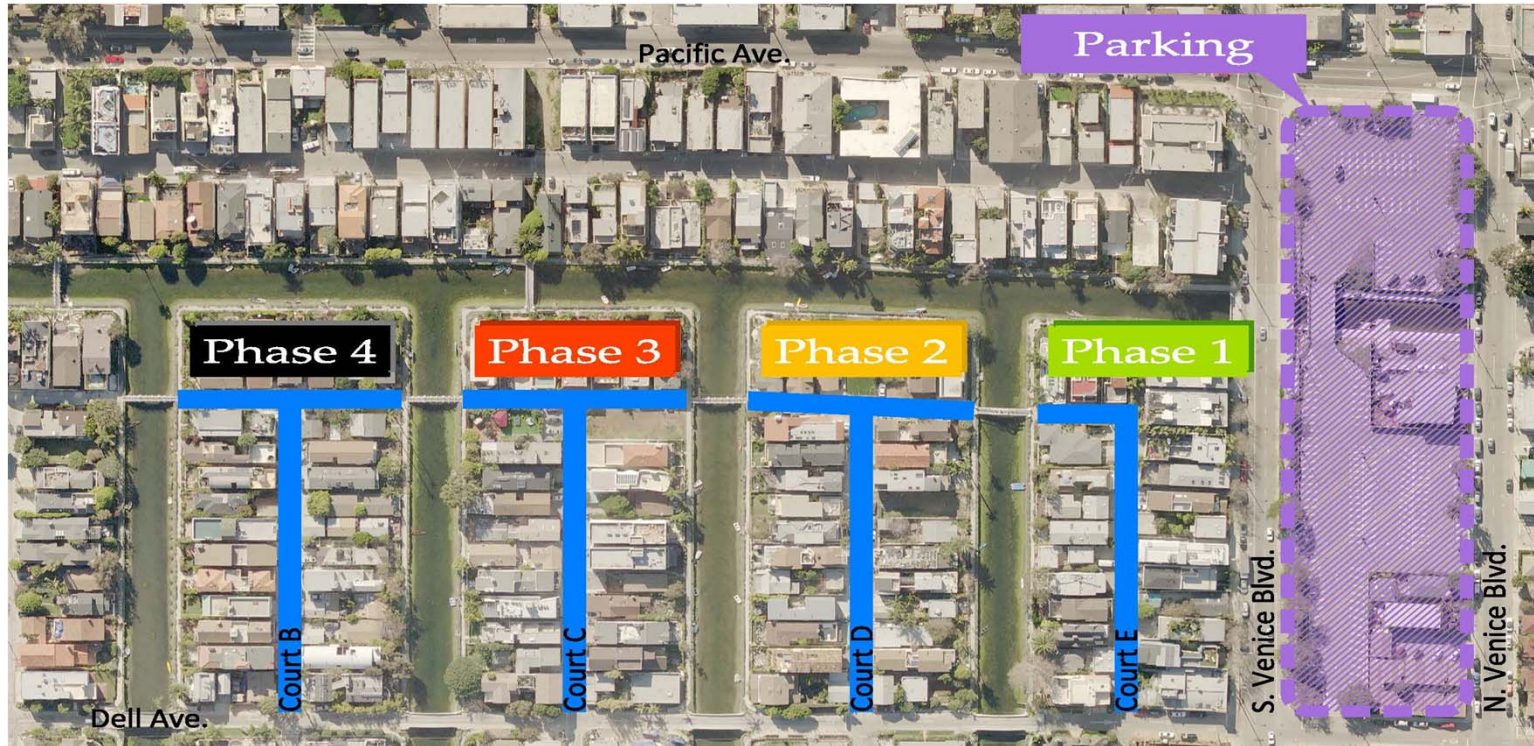 Pacific Ave.
Parking
Phase 4
Phase 3
Phase 2
Phase 1
Court B
Court C
Court D
Court E
S. Venice Blvd.
N. Venice Blvd.
Dell Ave.